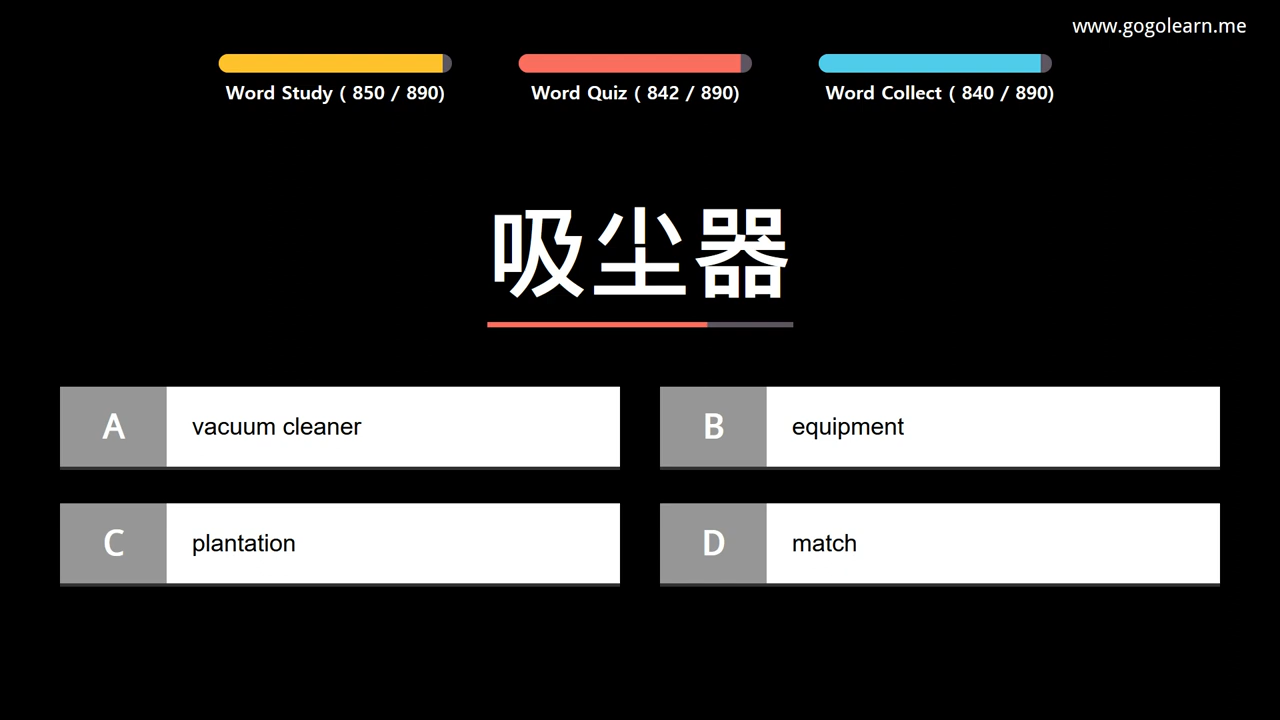 www.gogolearn.me
Word Study ( 850 / 890)
Word Quiz ( 842 / 890)
Word Collect ( 840 / 890)
吸尘器
A vacuum cleaner
B equipment
C plantation
D match